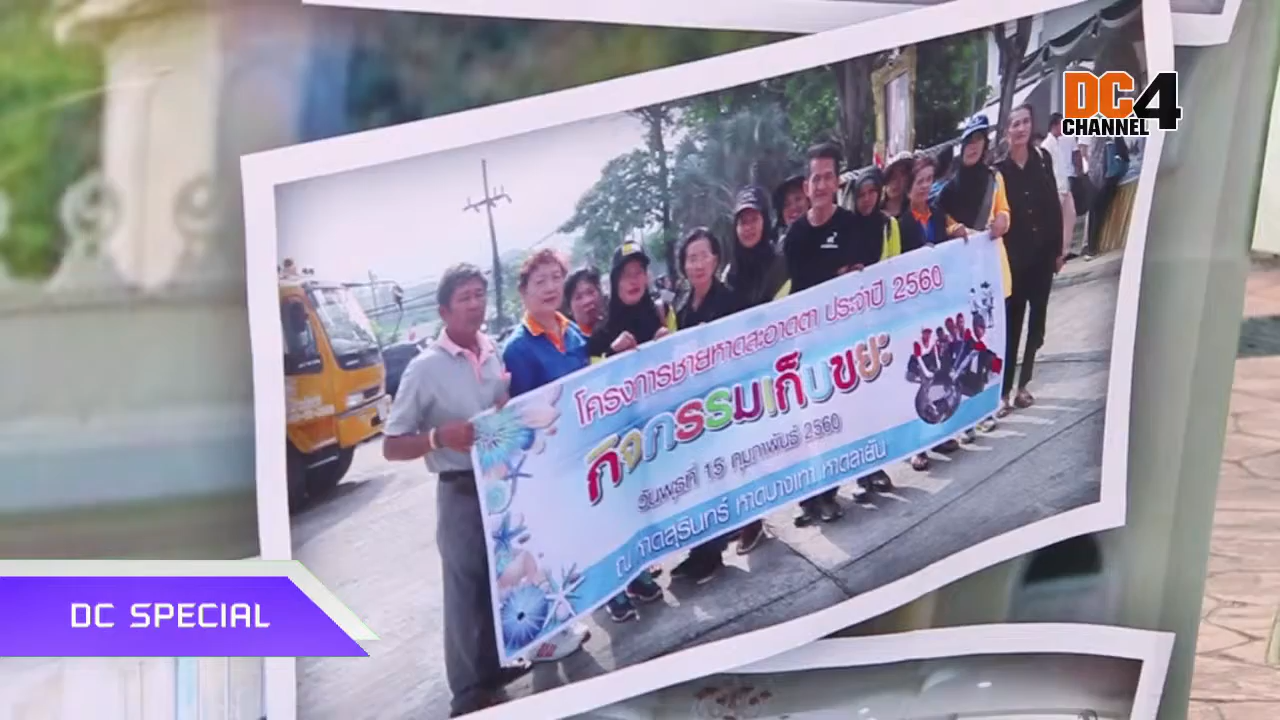 DC4
CHANNEL
โครงการชายหาดสะอาดตา ประจำปี 2560
กิจกรรมเก็บขยะ
วันพุธที่ 15 กุมภาพันธ์ 2560
ณ หาดสุรินทร์ หาดบางเทา หาดลายัน
DC SPECIAL